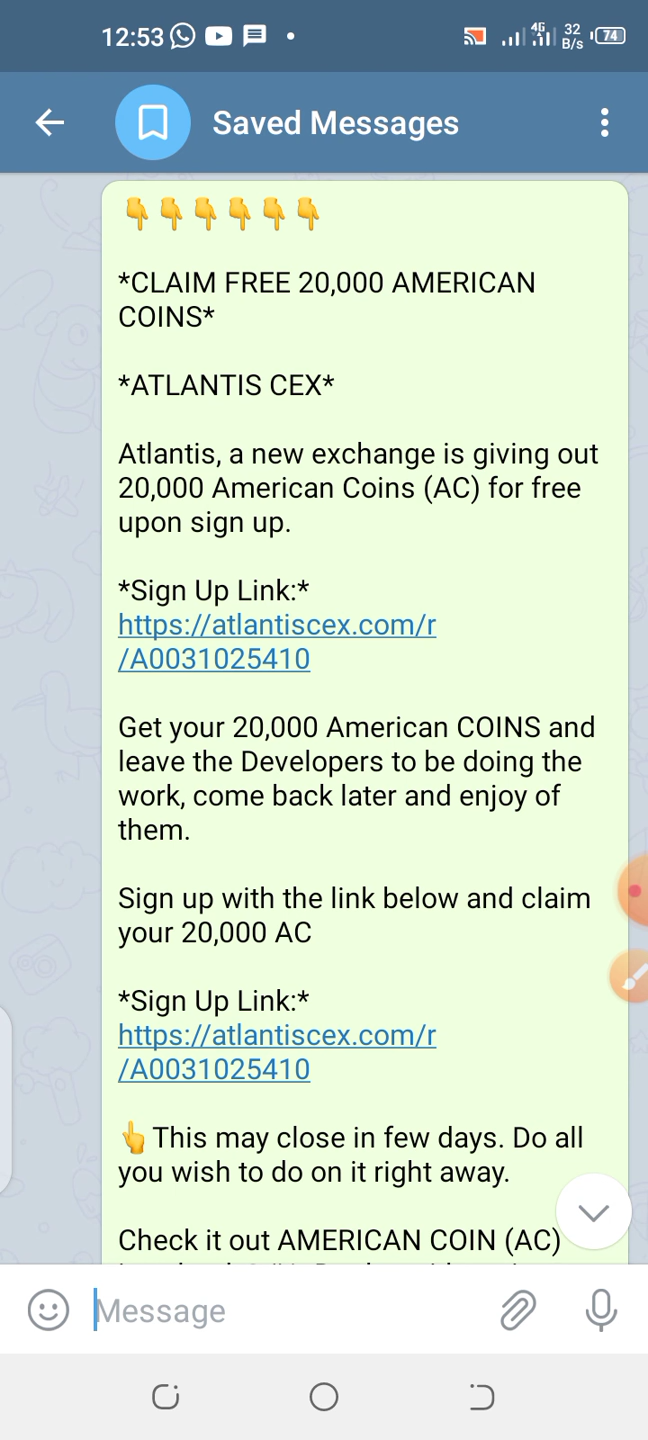 12:53
4G
32
B/s
74
Saved Messages
*CLAIM FREE 20,000 AMERICAN
COINS*
*ATLANTIS CEX*
Atlantis, a new exchange is giving out
20,000 American Coins (AC) for free
upon sign up.
*Sign Up Link:*
https://atlantiscex.com/r
/A0031025410
Get your 20,000 American COINS and
leave the Developers to be doing the
work, come back later and enjoy of
them.
Sign up with the link below and claim
your 20,000 AC
*Sign Up Link:*
https://atlantiscex.com/r
/A0031025410
This may close in few days. Do all
you wish to do on it right away.
Check it out AMERICAN COIN (AC)
Message